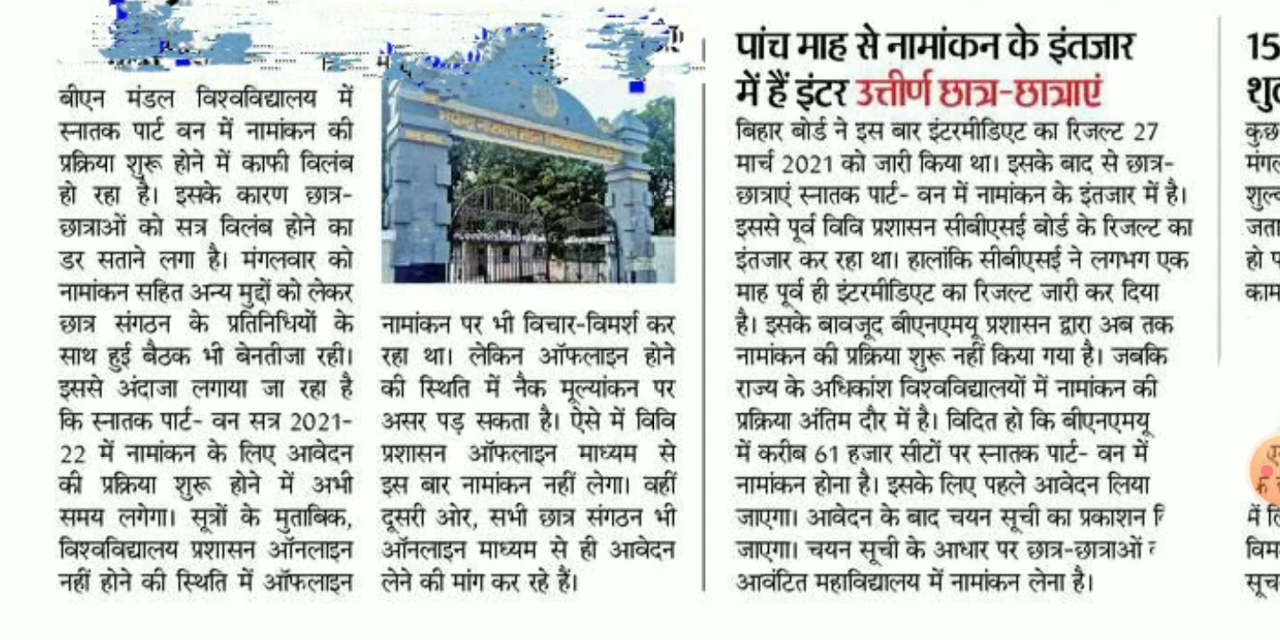 बीएन मंडल विश्वविद्यालय में
स्नातक पार्ट वन में नामांकन की
प्रक्रिया शुरू होने में काफी विलंब
हो रहा है। इसके कारण छात्र-
छात्राओं को सत्र विलंब होने का
डर सताने लगा है। मंगलवार को
नामांकन सहित अन्य मुद्दों को लेकर
छात्र संगठन के प्रतिनिधियों के
साथ हुई बैठक भी बेनतीजा रही।
इससे अंदाजा लगाया जा रहा है
कि स्नातक पार्ट- वन सत्र 2021-
22 में नामांकन के लिए आवेदन
की प्रक्रिया शुरू होने में अभी
समय लगेगा। सूत्रों के मुताबिक,
विश्वविद्यालय प्रशासन ऑनलाइन
नहीं होने की स्थिति में ऑफलाइन
नामांकन पर भी विचार-विमर्श कर
रहा था। लेकिन ऑफलाइन होने
की स्थिति में नैक मूल्यांकन पर
असर पड़ सकता है। ऐसे में विवि
प्रशासन ऑफलाइन माध्यम से
इस बार नामांकन नहीं लेगा। वहीं
दूसरी ओर, सभी छात्र संगठन भी
ऑनलाइन माध्यम से ही आवेदन
लेने की मांग कर रहे हैं।
पांच माह से नामांकन के इंतजार
में हैं इंटर उत्तीर्ण छात्र-छात्राएं
बिहार बोर्ड ने इस बार इंटरमीडिएट का रिजल्ट 27
मार्च 2021 को जारी किया था। इसके बाद से छात्र-
छात्राएं स्नातक पार्ट- वन में नामांकन के इंतजार में है।
इससे पूर्व विवि प्रशासन सीबीएसई बोर्ड के रिजल्ट का
इंतजार कर रहा था। हालांकि सीबीएसई ने लगभग एक
माह पूर्व ही इंटरमीडिएट का रिजल्ट जारी कर दिया
है। इसके बावजूद बीएनएमयू प्रशासन द्वारा अब तक
नामांकन की प्रक्रिया शुरू नहीं किया गया है। जबकि
राज्य के अधिकांश विश्वविद्यालयों में नामांकन की
प्रक्रिया अंतिम दौर में है। विदित हो कि बीएनएमयू
में करीब 61 हजार सीटों पर स्नातक पार्ट- वन में
नामांकन होना है। इसके लिए पहले आवेदन लिया
जाएगा। आवेदन के बाद चयन सूची का प्रकाशन
जाएगा। चयन सूची के आधार पर छात्र-छात्राओं
आवंटित महाविद्यालय में नामांकन लेना है।
15
कुछ